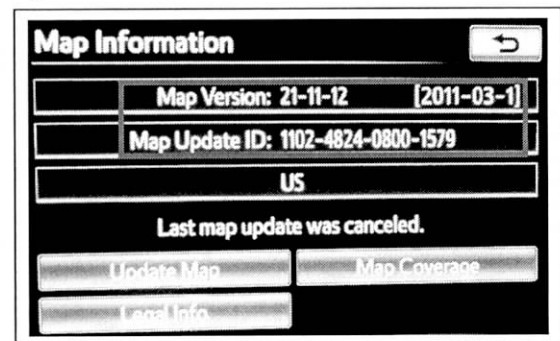 Map Information
Map Version: 21-11-12 [2011-03-1]
Map Update ID: 1102-4824-0800-1579
US
Last map update was canceled.
Update Map Map Coverage
Legal Info